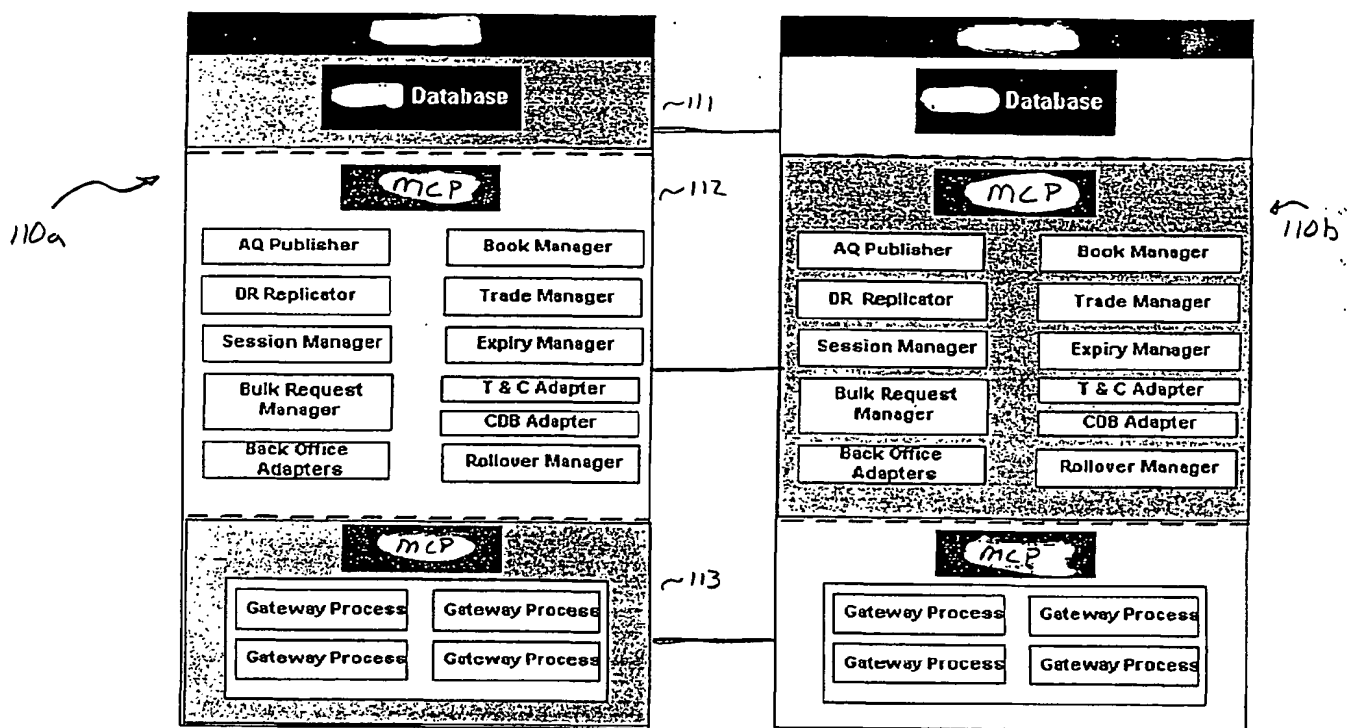 Database
~111
MCP
~112
110a
AQ Publisher
Book Manager
DR Replicator
Trade Manager
Session Manager
Expiry Manager
Bulk Request
Manager
T & C Adapter
CDB Adapter
Back Office
Adapters
Rollover Manager
MCP
~113
Gateway Process
Gateway Process
Gateway Process
Gateway Process
Database
MCP
110b
AQ Publisher
Book Manager
DR Replicator
Trade Manager
Session Manager
Expiry Manager
Bulk Request
Manager
T & C Adapter
CDB Adapter
Back Office
Adapters
Rollover Manager
MCP
Gateway Process
Gateway Process
Gateway Process
Gateway Process